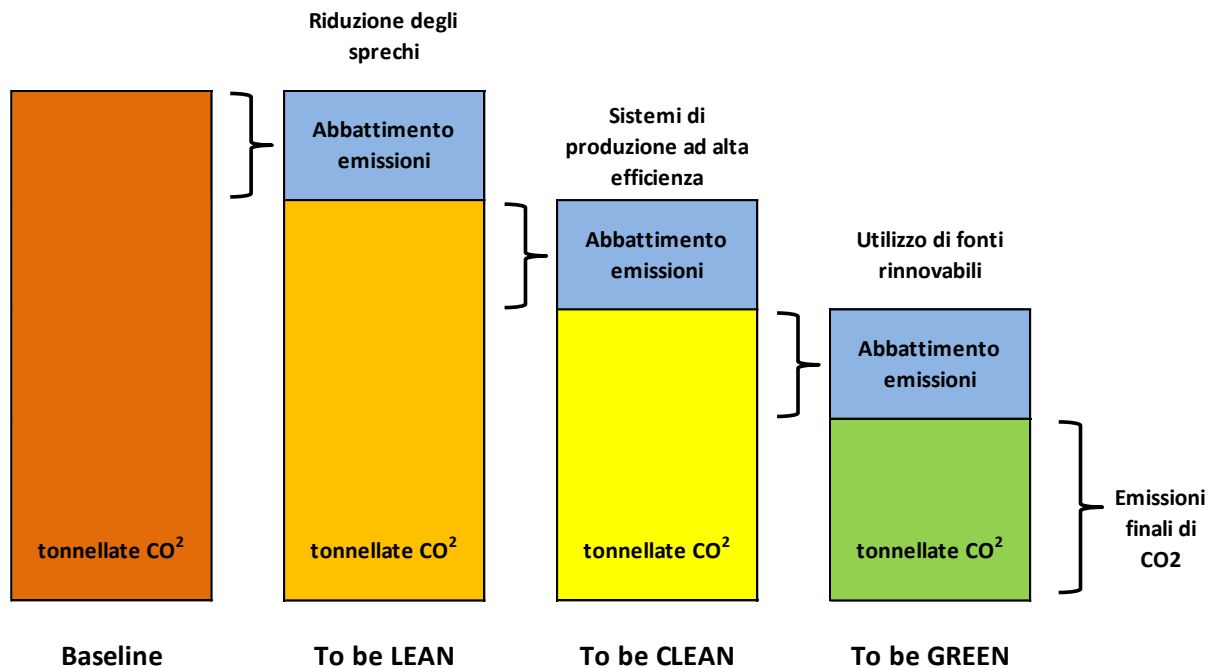 Riduzione degli
sprechi
Abbattimento
emissioni
Sistemi di
produzione ad alta
efficienza
Abbattimento
emissioni
Utilizzo di fonti
rinnovabili
Abbattimento
emissioni
tonnellate CO²
tonnellate CO²
tonnellate CO²
tonnellate CO²
Emissioni
finali di
CO2
Baseline
To be LEAN
To be CLEAN
To be GREEN